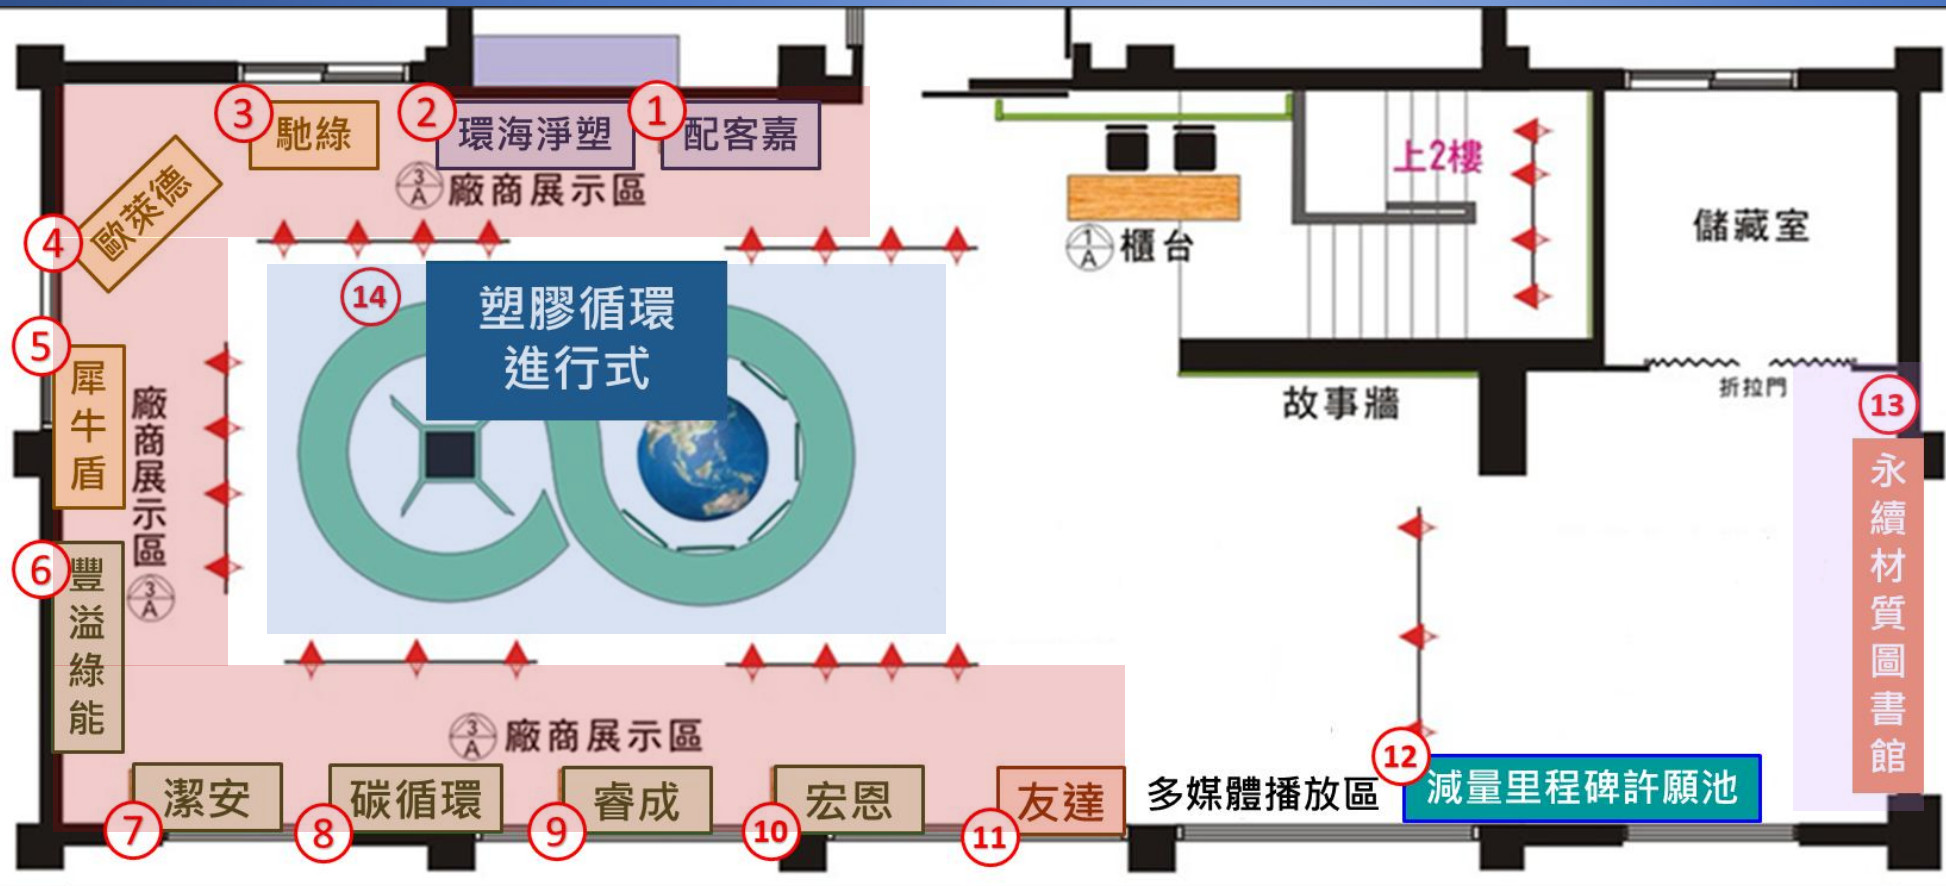 3
馳綠
2
環海淨塑
1
配客嘉
3
A
廠商展示區
4
歐萊德
上2樓
儲藏室
1
A
櫃台
14
塑膠循環
進行式
5
犀牛盾
廠商展示區
3
A
6
豐溢綠能
故事牆
折拉門
13
永續材質圖書館
3
A
廠商展示區
7
潔安
8
碳循環
9
睿成
10
宏恩
11
友達
多媒體播放區
12
減量里程碑許願池